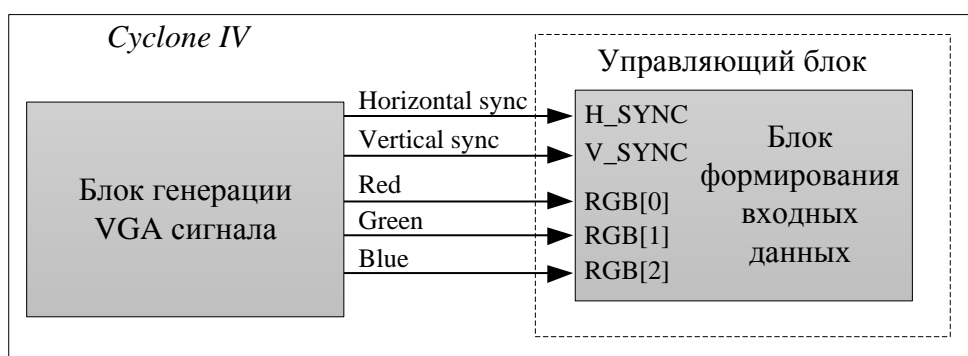 Cyclone IV
Управляющий блок
Блок генерации
VGA сигнала
Horizontal sync
Vertical sync
Red
Green
Blue
H_SYNC
V_SYNC
RGB[0]
RGB[1]
RGB[2]
Блок
формирования
входных
данных